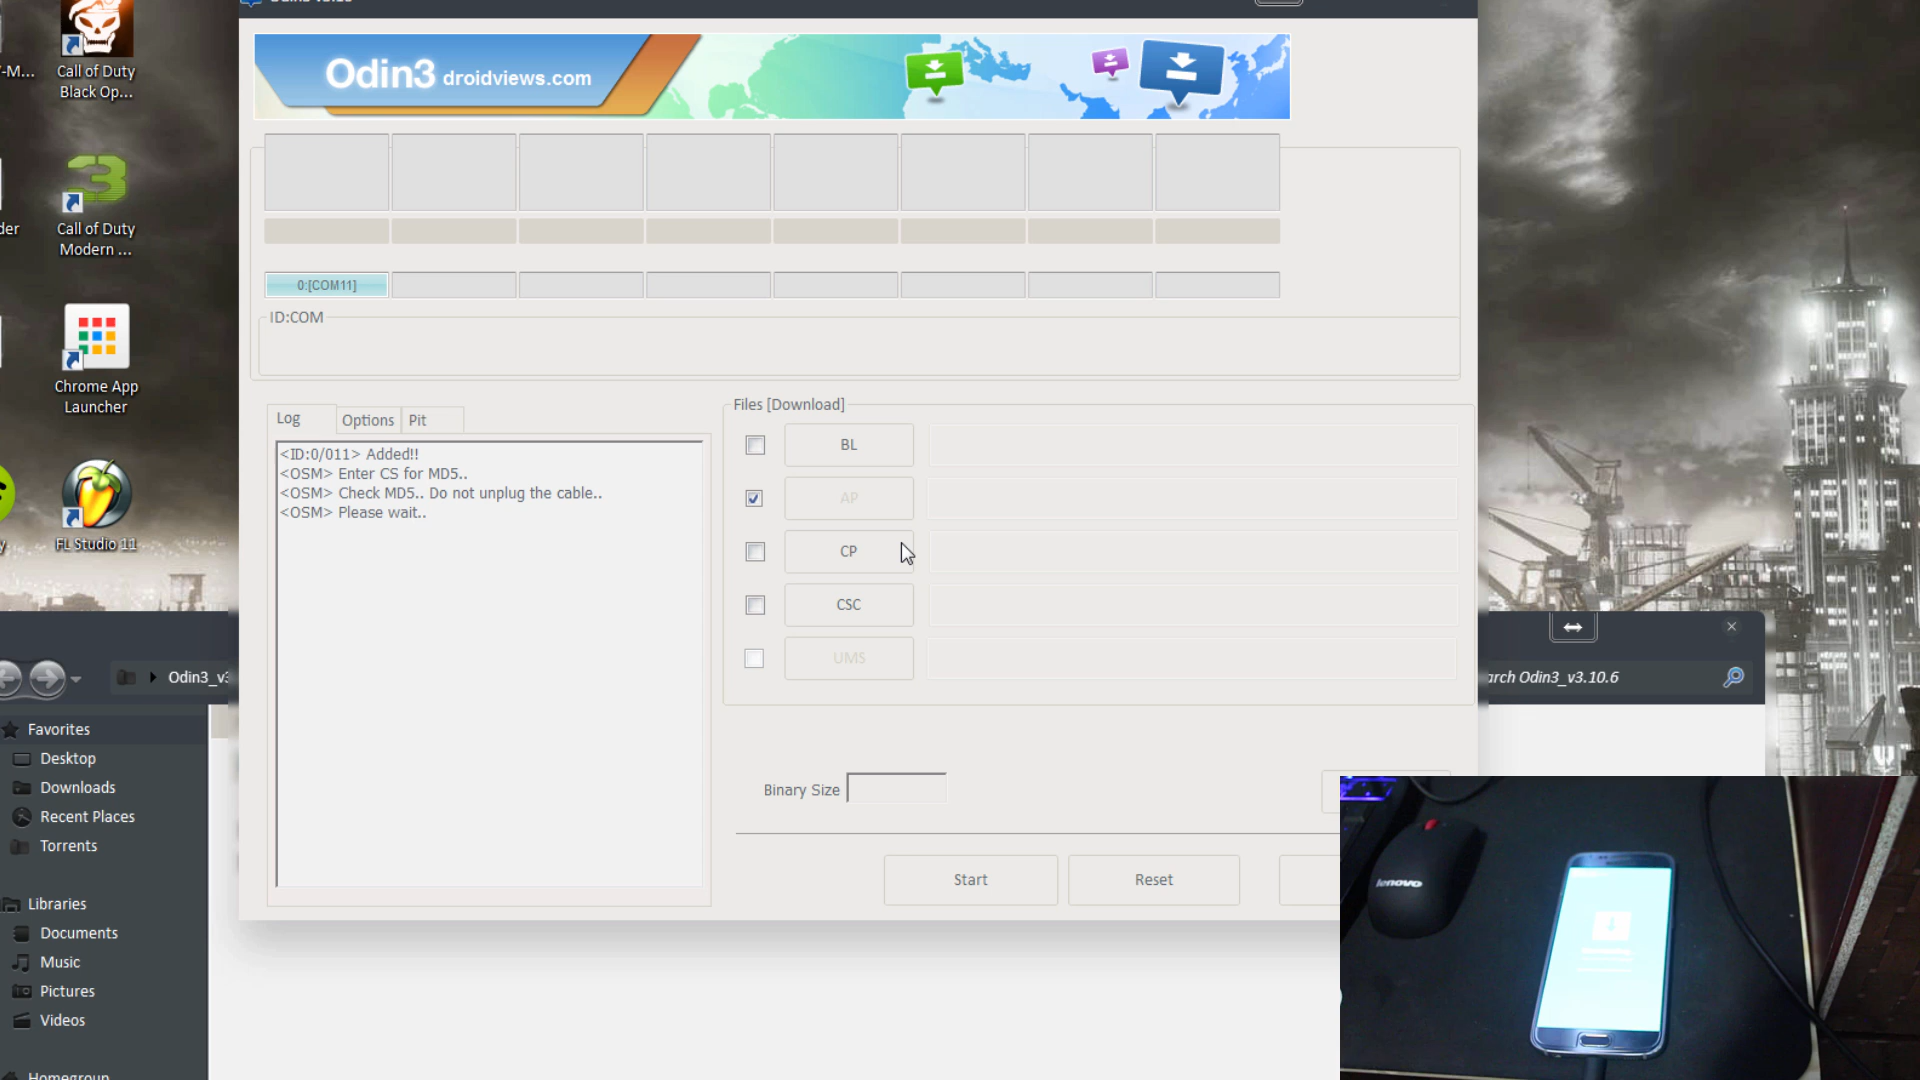 -M...
Call of Duty
Black Op...
der
Call of Duty
Modern ...
Chrome App
Launcher
y
FL Studio 11
Odin3 droidviews.com
0:[COM11]
ID:COM
Log
Options
Pit
<ID:0/011> Added!!
<OSM> Enter CS for MD5..
<OSM> Check MD5.. Do not unplug the cable..
<OSM> Please wait..
Files [Download]
BL
AP
CP
CSC
UMS
Binary Size
Start
Reset
Odin3_v3
arch Odin3_v3.10.6
Favorites
Desktop
Downloads
Recent Places
Torrents
Libraries
Documents
Music
Pictures
Videos
Homegroup
lenovo